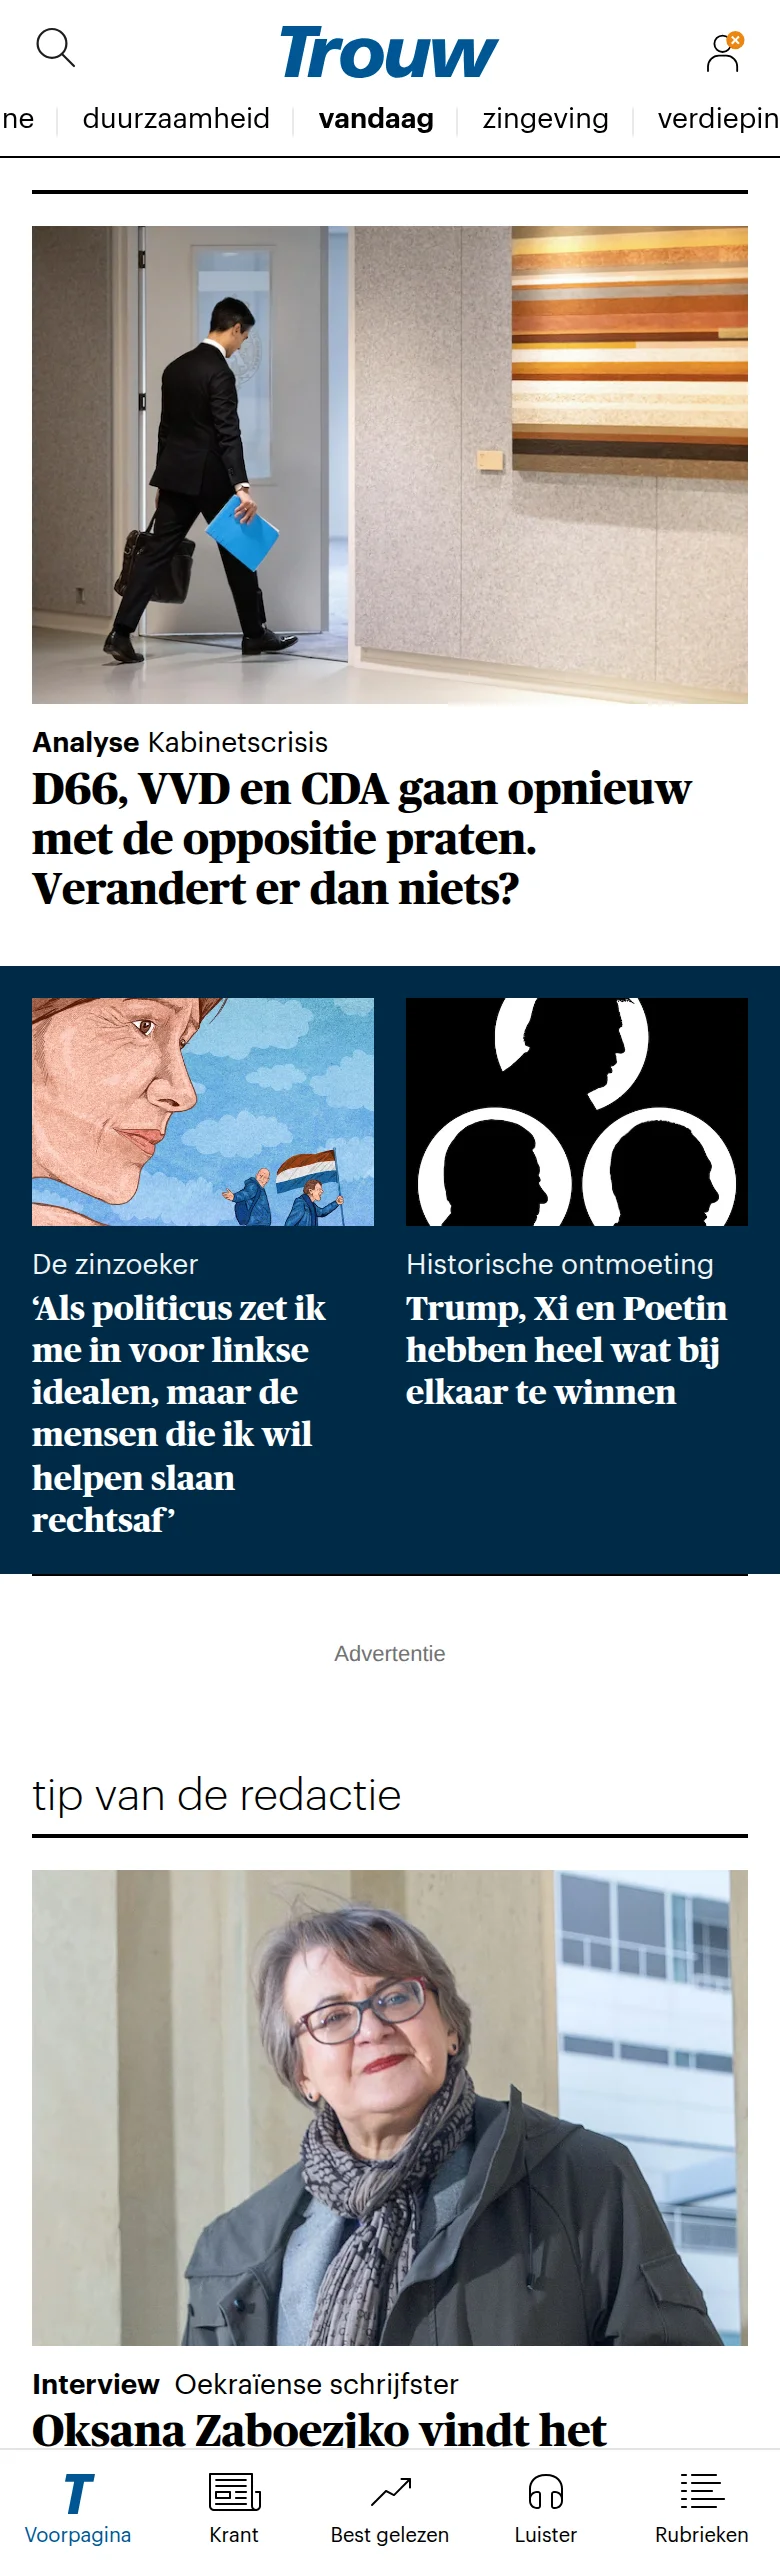 Trouw
ne duurzaamheid vandaag zingeving verdiepin
Analyse Kabinetscrisis
D66, VVD en CDA gaan opnieuw
met de oppositie praten.
Verandert er dan niets?
De zinzoeker
‘Als politicus zet ik
me in voor linkse
idealen, maar de
mensen die ik wil
helpen slaan
rechtsaf’
Historische ontmoeting
Trump, Xi en Poetin
hebben heel wat bij
elkaar te winnen
Advertentie
tip van de redactie
Interview Oekraïense schrijfster
Oksana Zaboezjko vindt het
T
Voorpagina Krant Best gelezen Luister Rubrieken